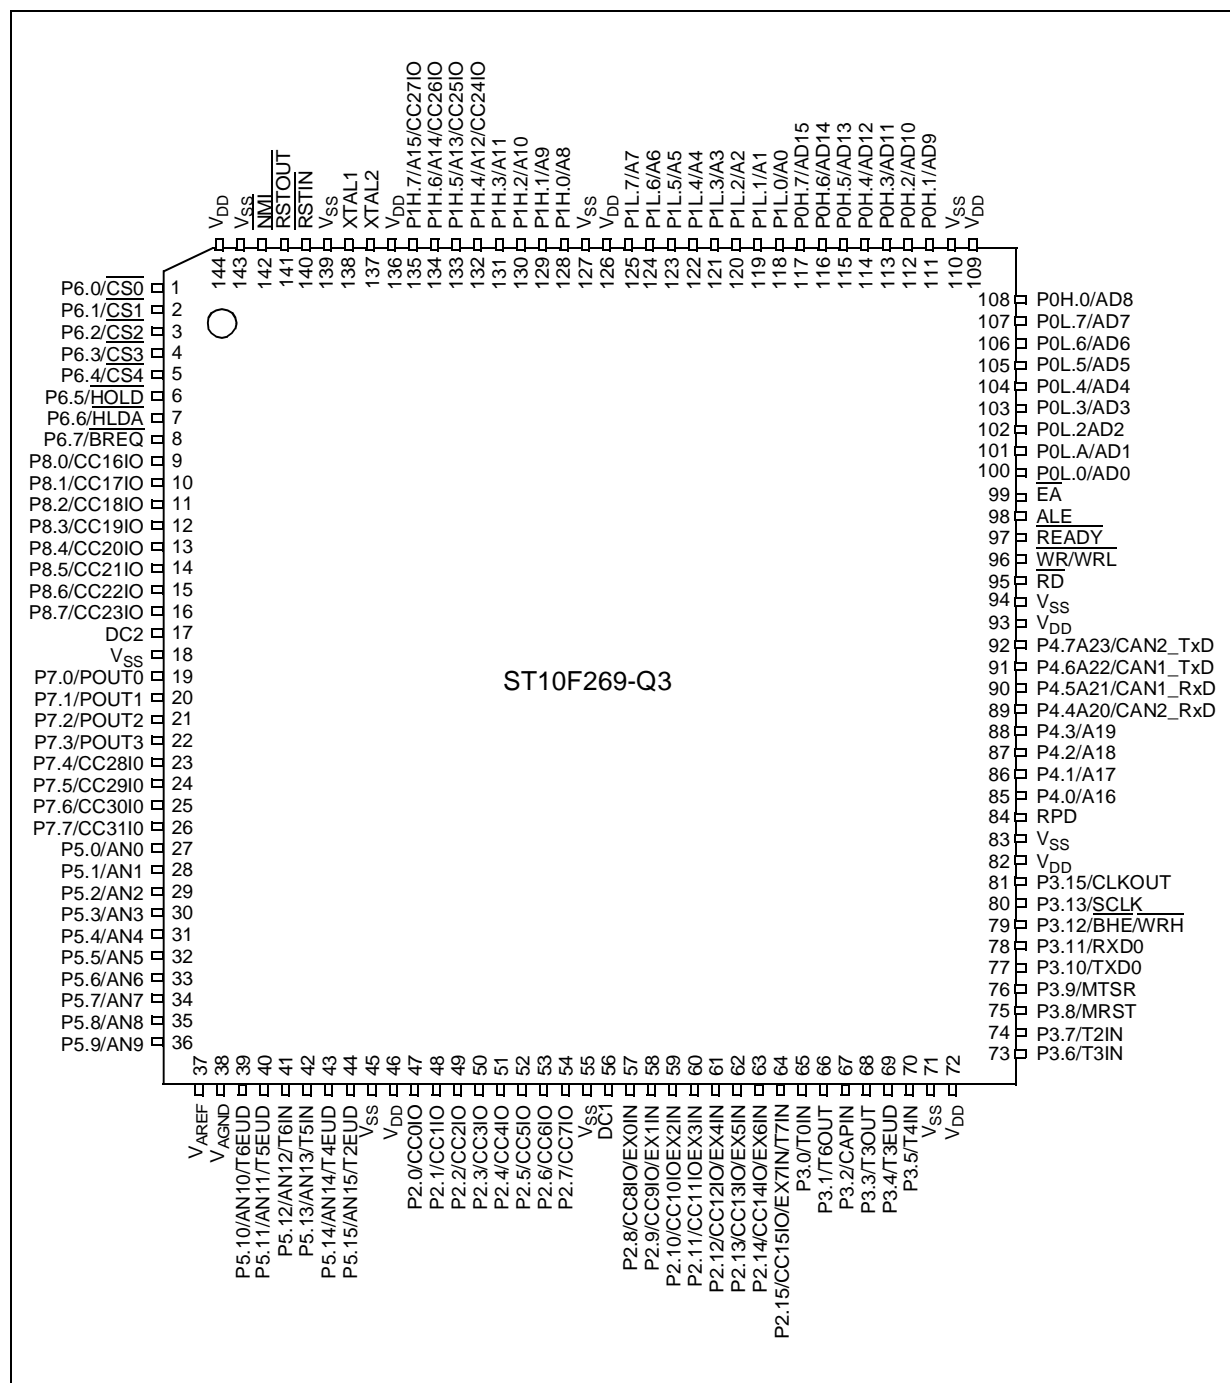 V_DD 144
V_SS 143
NMI 142
RSTOUT 141
RSTIN 140
V_SS 139
XTAL1 138
XTAL2 137
V_DD 136
P1H.7/A15/CC27IO 135
P1H.6/A14/CC26IO 134
P1H.5/A13/CC25IO 133
P1H.4/A12/CC24IO 132
P1H.3/A11 131
P1H.2/A10 130
P1H.1/A9 129
P1H.0/A8 128
V_SS 127
V_DD 126
P1L.7/A7 125
P1L.6/A6 124
P1L.5/A5 123
P1L.4/A4 122
P1L.3/A3 121
P1L.2/A2 120
P1L.1/A1 119
P1L.0/A0 118
P0H.7/AD15 117
P0H.6/AD14 116
P0H.5/AD13 115
P0H.4/AD12 114
P0H.3/AD11 113
P0H.2/AD10 112
P0H.1/AD9 111
V_SS 110
V_DD 109
P6.0/CS0 1
P6.1/CS1 2
P6.2/CS2 3
P6.3/CS3 4
P6.4/CS4 5
P6.5/HOLD 6
P6.6/HLDA 7
P6.7/BREQ 8
P8.0/CC16IO 9
P8.1/CC17IO 10
P8.2/CC18IO 11
P8.3/CC19IO 12
P8.4/CC20IO 13
P8.5/CC21IO 14
P8.6/CC22IO 15
P8.7/CC23IO 16
DC2 17
V_SS 18
P7.0/POUT0 19
P7.1/POUT1 20
P7.2/POUT2 21
P7.3/POUT3 22
P7.4/CC28I0 23
P7.5/CC29I0 24
P7.6/CC30I0 25
P7.7/CC31I0 26
P5.0/AN0 27
P5.1/AN1 28
P5.2/AN2 29
P5.3/AN3 30
P5.4/AN4 31
P5.5/AN5 32
P5.6/AN6 33
P5.7/AN7 34
P5.8/AN8 35
P5.9/AN9 36
ST10F269-Q3
108 P0H.0/AD8
107 P0L.7/AD7
106 P0L.6/AD6
105 P0L.5/AD5
104 P0L.4/AD4
103 P0L.3/AD3
102 P0L.2AD2
101 P0L.A/AD1
100 P0L.0/AD0
99 EA
98 ALE
97 READY
96 WR/WRL
95 RD
94 V_SS
93 V_DD
92 P4.7A23/CAN2_TxD
91 P4.6A22/CAN1_TxD
90 P4.5A21/CAN1_RxD
89 P4.4A20/CAN2_RxD
88 P4.3/A19
87 P4.2/A18
86 P4.1/A17
85 P4.0/A16
84 RPD
83 V_SS
82 V_DD
81 P3.15/CLKOUT
80 P3.13/SCLK
79 P3.12/BHE/WRH
78 P3.11/RXD0
77 P3.10/TXD0
76 P3.9/MTSR
75 P3.8/MRST
74 P3.7/T2IN
73 P3.6/T3IN
37 V_AREF
38 V_AGND
39 P5.10/AN10/T6EUD
40 P5.11/AN11/T5EUD
41 P5.12/AN12/T6IN
42 P5.13/AN13/T5IN
43 P5.14/AN14/T4EUD
44 P5.15/AN15/T2EUD
45 V_SS
46 V_DD
47 P2.0/CC0IO
48 P2.1/CC1IO
49 P2.2/CC2IO
50 P2.3/CC3IO
51 P2.4/CC4IO
52 P2.5/CC5IO
53 P2.6/CC6IO
54 P2.7/CC7IO
55 V_SS
56 DC1
57 P2.8/CC8IO/EX0IN
58 P2.9/CC9IO/EX1IN
59 P2.10/CC10IOEX2IN
60 P2.11/CC11IOEX3IN
61 P2.12/CC12IO/EX4IN
62 P2.13/CC13IO/EX5IN
63 P2.14/CC14IO/EX6IN
64 P2.15/CC15IO/EX7IN/T7IN
65 P3.0/T0IN
66 P3.1/T6OUT
67 P3.2/CAPIN
68 P3.3/T3OUT
69 P3.4/T3EUD
70 P3.5/T4IN
71 V_SS
72 V_DD